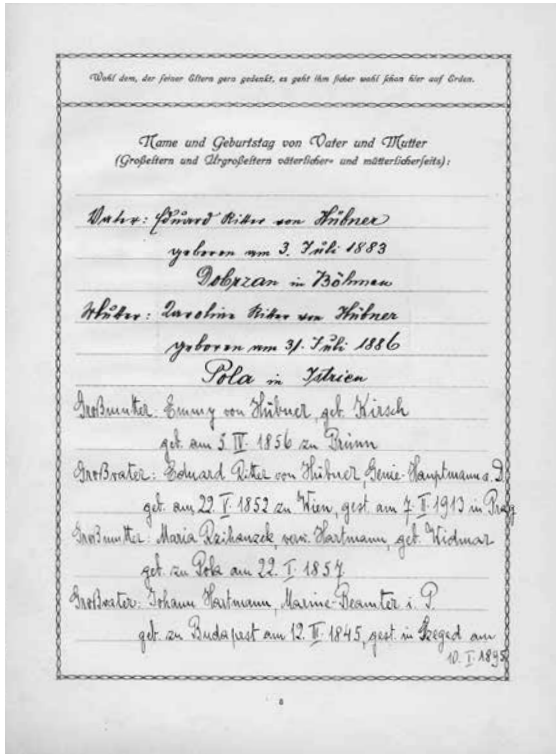 Wohl dem, der seiner Eltern gern gedenkt, es geht ihm sicher wohl schon hier auf Erden.
Name und Geburtstag von Vater und Mutter
(Großeltern und Urgroßeltern väterlicher- und mütterlicherseits):
Vater: Eduard Ritter von Hübner
geboren am 3. Juli 1883
Dobrzan in Böhmen
Mutter: Karoline Ritter von Hübner
geboren am 31. Juli 1886
Pola in Istrien
Großmutter: Emmy von Hübner, geb. Kirsch
geb. am 3. IV. 1856 zu Brünn
Großvater: Eduard Ritter von Hübner, Genie-Hauptmann a. D.
geb. am 22. V. 1852 zu Wien, gest. am 7. II. 1913 in Prag
Großmutter: Maria Rzihanzek, verw. Hartmann, geb. Widmar
geb. zu Pola am 22. I. 1857.
Großvater: Johann Hartmann, Marine-Beamter i. P.
geb. zu Budapest am 12. III. 1845, gest. in Szeged am
10. I. 1895
8